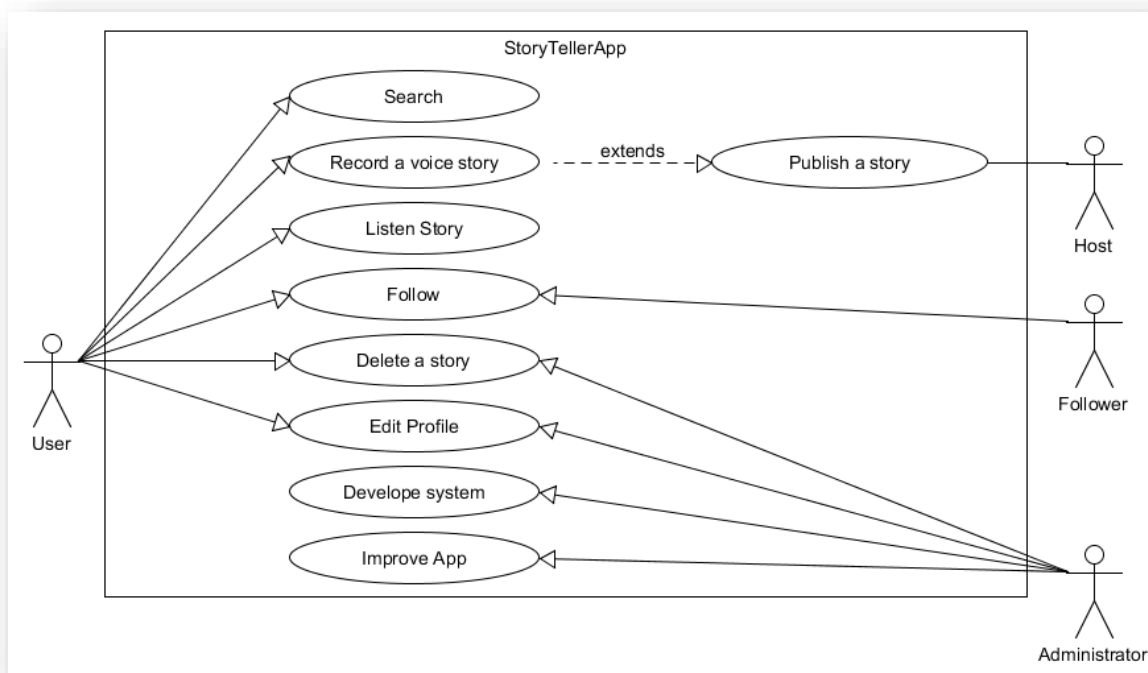 StoryTellerApp
Search
Record a voice story
extends
Publish a story
Host
Listen Story
Follow
Follower
Delete a story
User
Edit Profile
Develope system
Improve App
Administrator